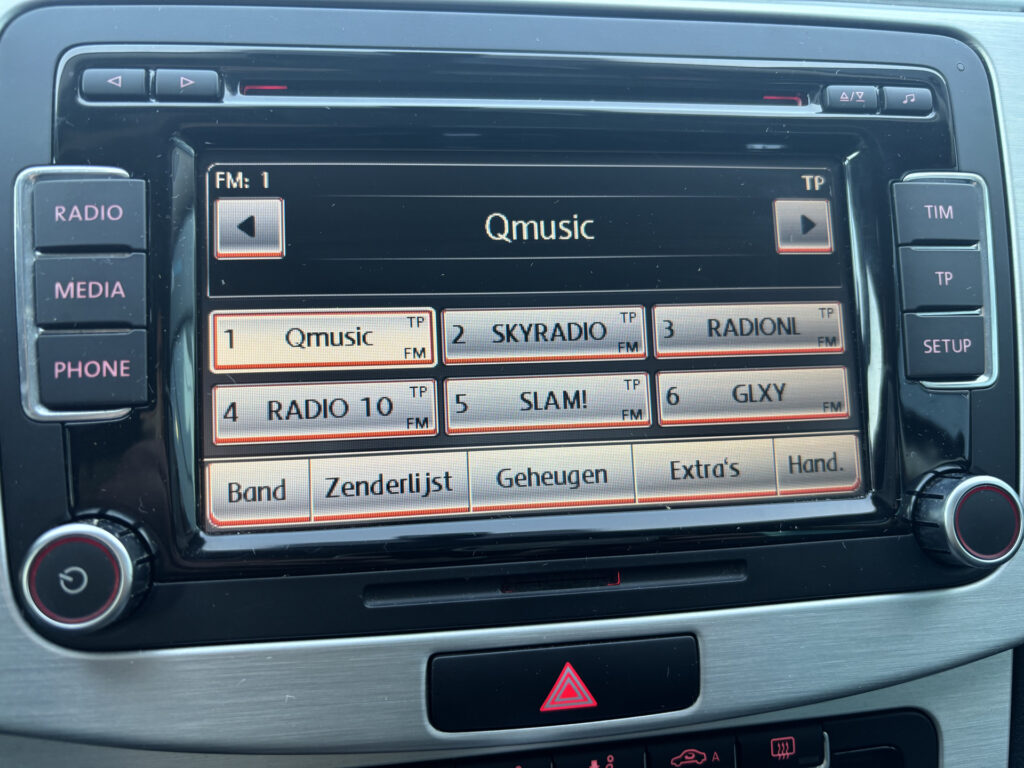 RADIO
MEDIA
PHONE
FM: 1
TP
Qmusic
1 Qmusic TP FM
2 SKYRADIO TP FM
3 RADIONL TP FM
4 RADIO 10 TP FM
5 SLAM! TP FM
6 GLXY FM
Band Zenderlijst Geheugen Extra's Hand.
TIM
TP
SETUP
A